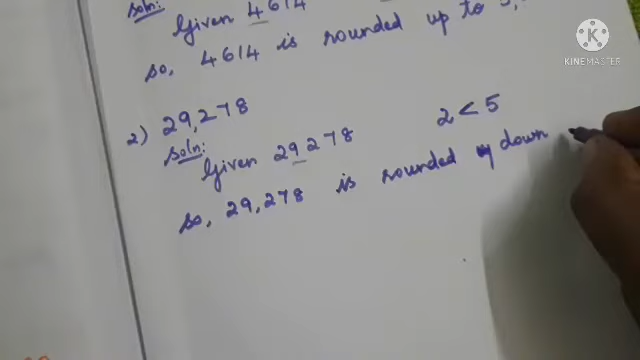 Soln:
Given 4614
So, 4614 is rounded up to 5,
K
KINEMASTER
2) 29,278
Soln:
Given 29278 2 < 5
So, 29,278 is rounded down